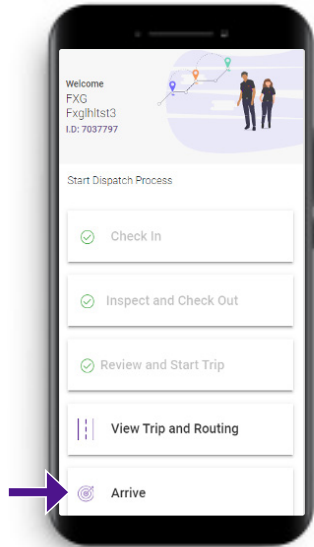 Welcome
FXG
Fxglhltst3
I.D: 7037797
Start Dispatch Process
Check In
Inspect and Check Out
Review and Start Trip
View Trip and Routing
Arrive